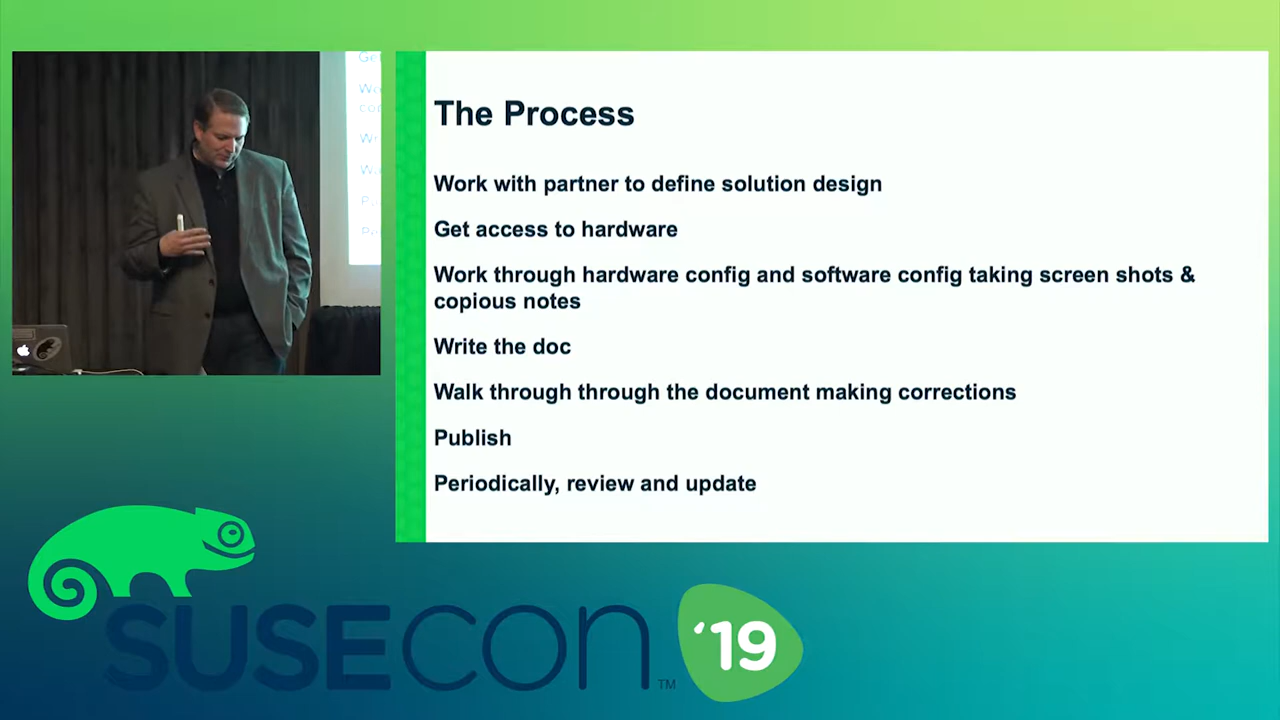 The Process
Work with partner to define solution design
Get access to hardware
Work through hardware config and software config taking screen shots &
copious notes
Write the doc
Walk through through the document making corrections
Publish
Periodically, review and update
SUSECON TM '19